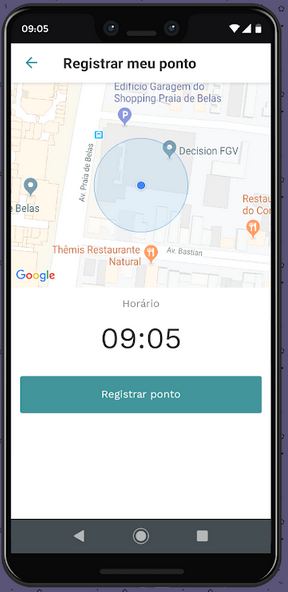 09:05
Registrar meu ponto
Edifício Garagem do
Shopping Praia de Belas
Decision FGV
Av. Praia de Belas
e Belas
Restau
do Cor
Thêmis Restaurante
Natural
Av. Bastian
Google
Horário
09:05
Registrar ponto